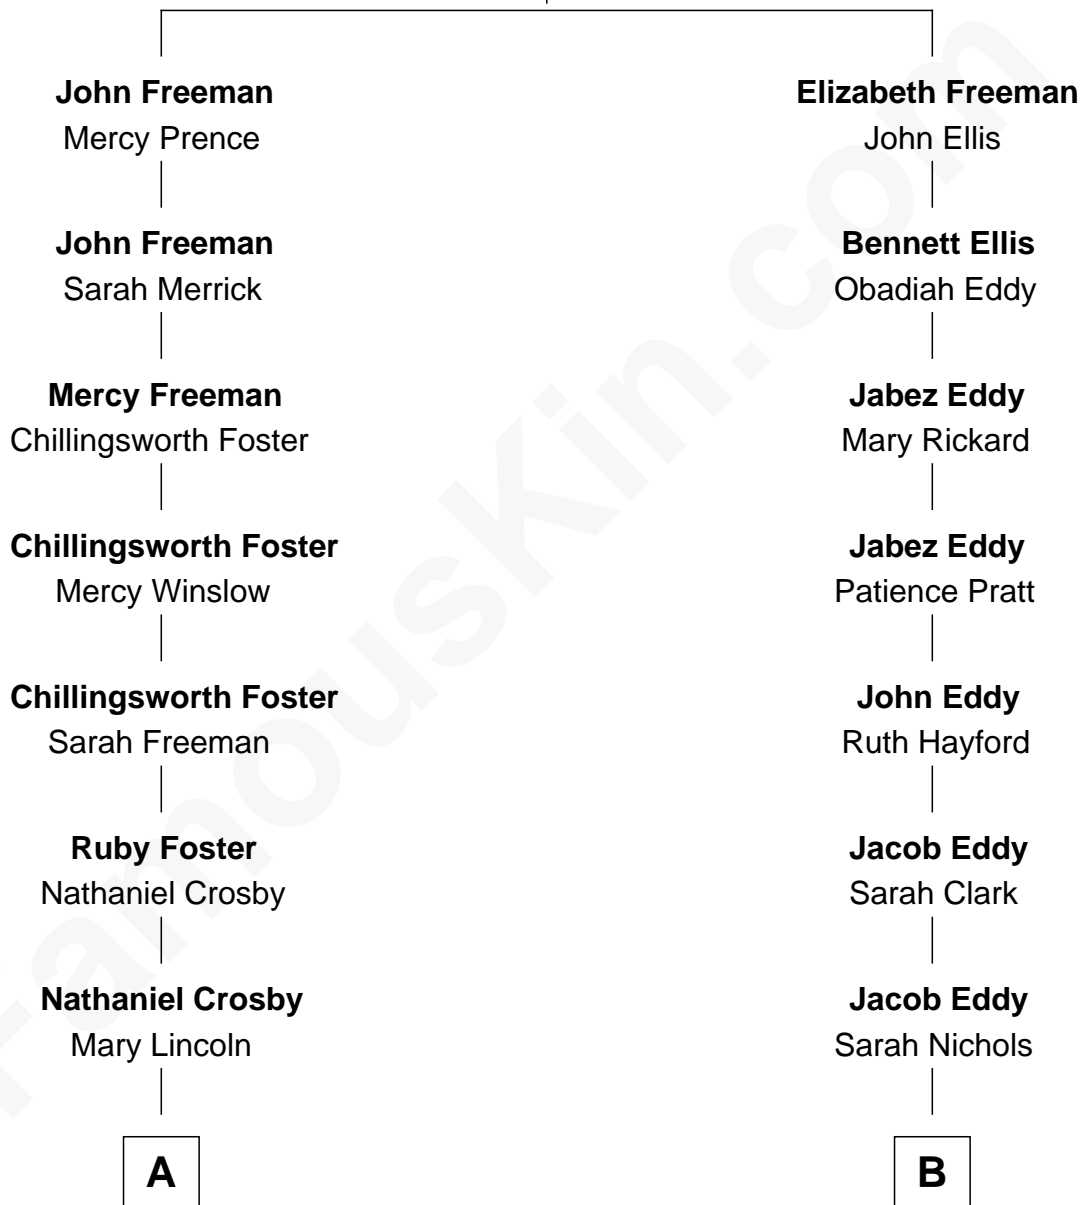 John Freeman
Mercy Prence
John Freeman
Sarah Merrick
Mercy Freeman
Chillingsworth Foster
Chillingsworth Foster
Mercy Winslow
Chillingsworth Foster
Sarah Freeman
Ruby Foster
Nathaniel Crosby
Nathaniel Crosby
Mary Lincoln
A
Elizabeth Freeman
John Ellis
Bennett Ellis
Obadiah Eddy
Jabez Eddy
Mary Rickard
Jabez Eddy
Patience Pratt
John Eddy
Ruth Hayford
Jacob Eddy
Sarah Clark
Jacob Eddy
Sarah Nichols
B
FamousKin.com